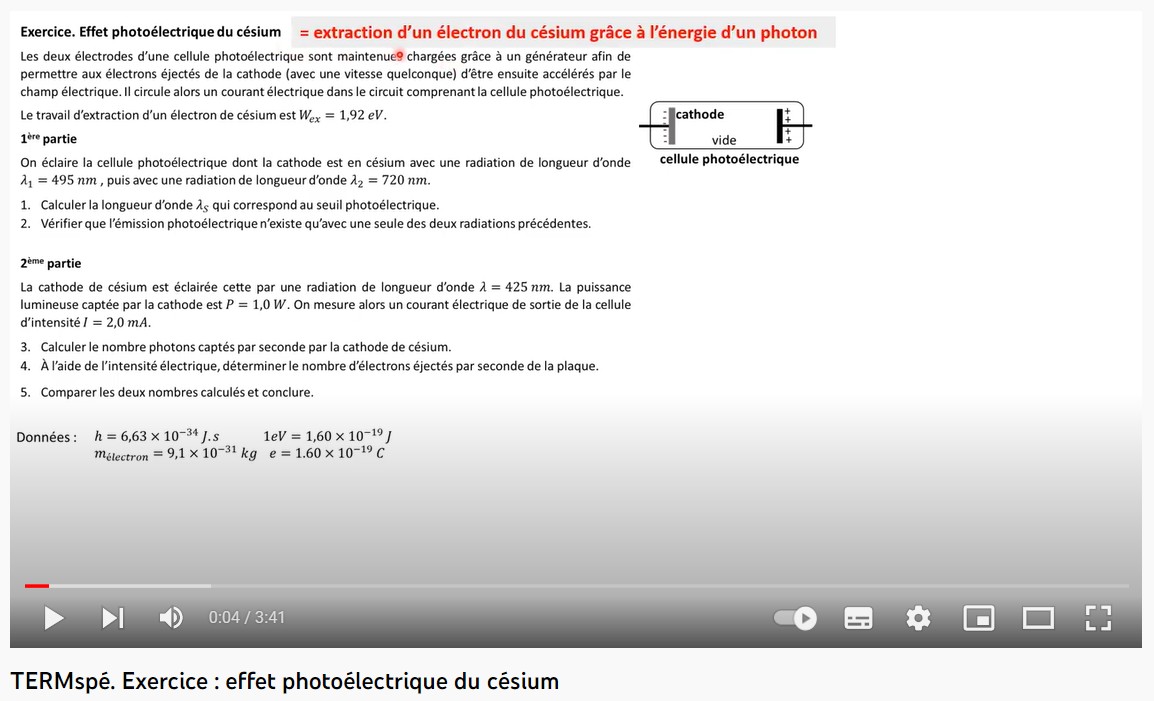 Exercice. Effet photoélectrique du césium = extraction d’un électron du césium grâce à l’énergie d’un photon
Les deux électrodes d’une cellule photoélectrique sont maintenues chargées grâce à un générateur afin de
permettre aux électrons éjectés de la cathode (avec une vitesse quelconque) d’être ensuite accélérés par le
champ électrique. Il circule alors un courant électrique dans le circuit comprenant la cellule photoélectrique.
Le travail d’extraction d’un électron de césium est Wₑₓ = 1,92 eV.
cathode
vide
cellule photoélectrique
1ère partie
On éclaire la cellule photoélectrique dont la cathode est en césium avec une radiation de longueur d’onde
λ₁ = 495 nm , puis avec une radiation de longueur d’onde λ₂ = 720 nm.
1. Calculer la longueur d’onde λS qui correspond au seuil photoélectrique.
2. Vérifier que l’émission photoélectrique n’existe qu’avec une seule des deux radiations précédentes.
2ème partie
La cathode de césium est éclairée cette par une radiation de longueur d’onde λ = 425 nm. La puissance
lumineuse captée par la cathode est P = 1,0 W. On mesure alors un courant électrique de sortie de la cellule
d’intensité I = 2,0 mA.
3. Calculer le nombre photons captés par seconde par la cathode de césium.
4. À l’aide de l’intensité électrique, déterminer le nombre d’électrons éjectés par seconde de la plaque.
5. Comparer les deux nombres calculés et conclure.
Données : h = 6,63 × 10⁻³⁴ J.s 1eV = 1,60 × 10⁻¹⁹ J
mélectron = 9,1 × 10⁻³¹ kg e = 1.60 × 10⁻¹⁹ C
0:04 / 3:41
TERMspé. Exercice : effet photoélectrique du césium